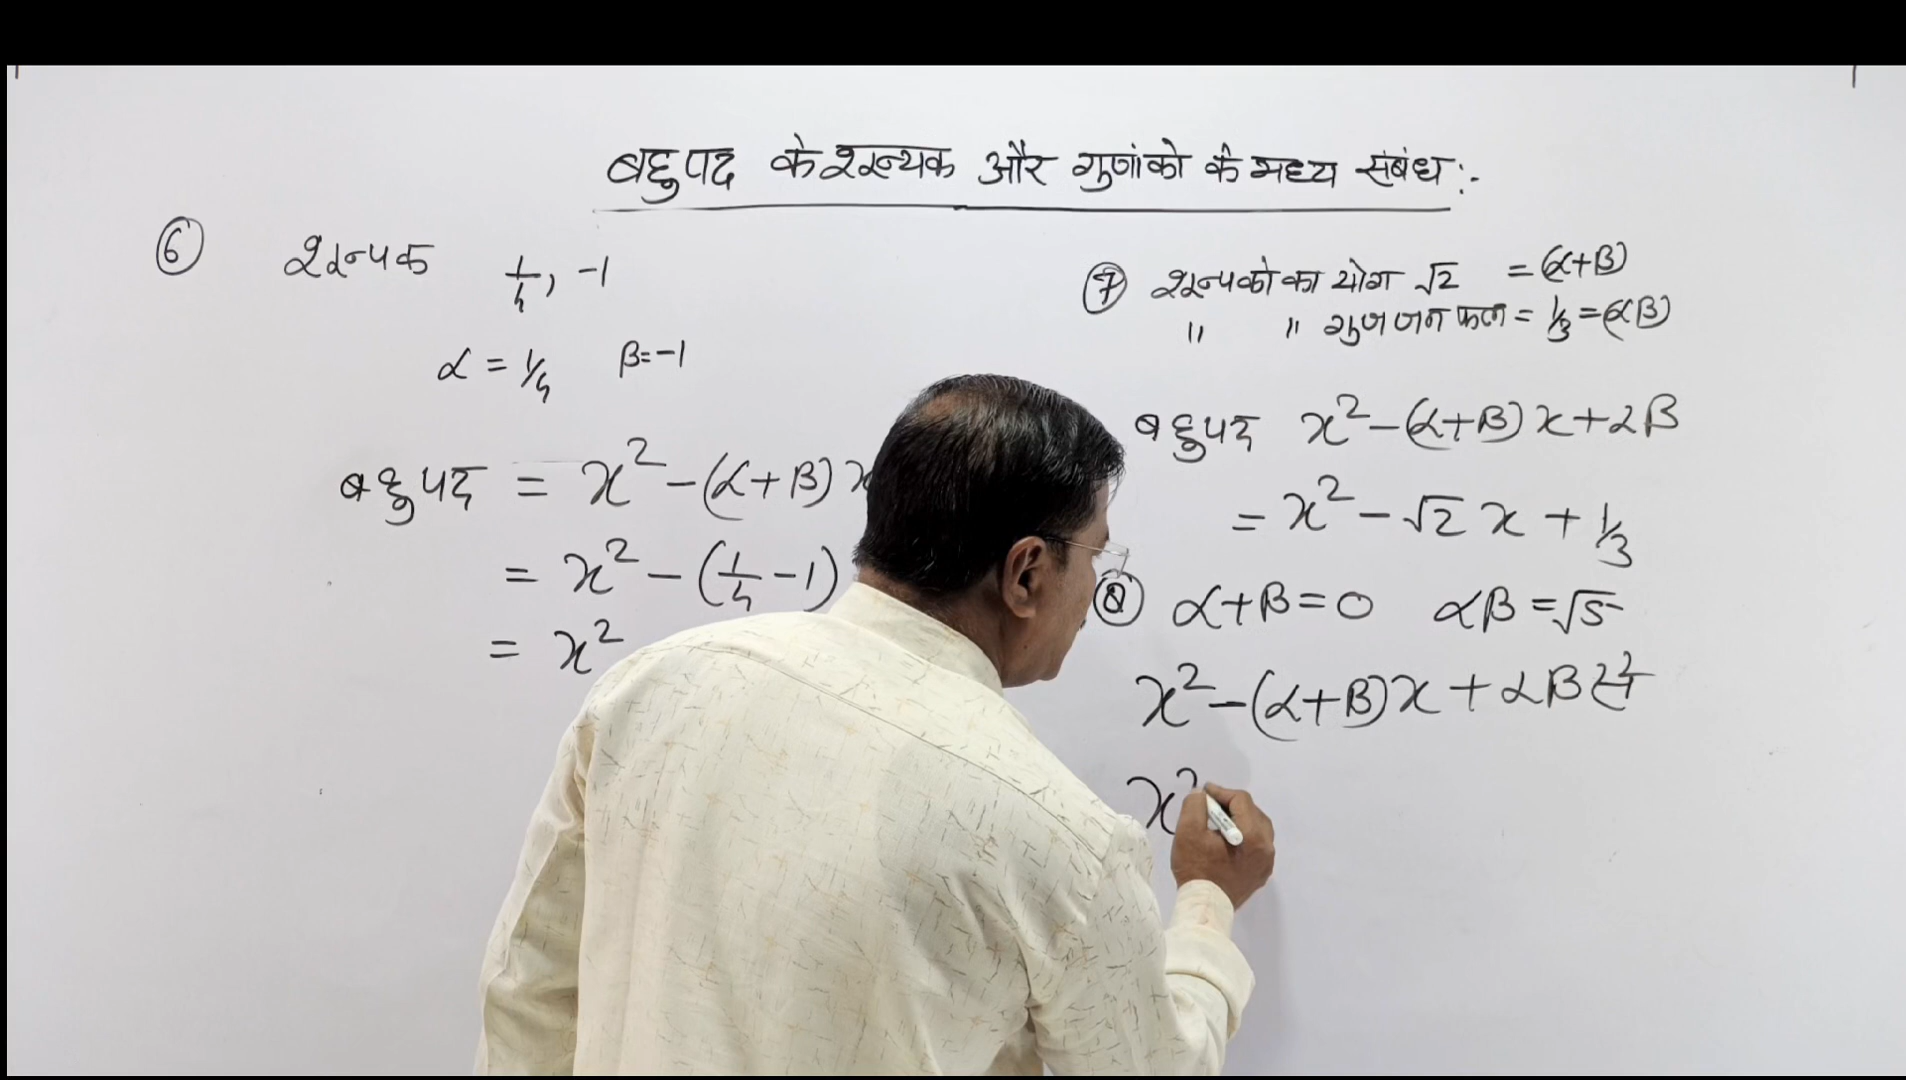 बहुपद के शून्यक और गुणांको के मध्य संबंध :-
⑥ शून्यक 1/4, -1
α = 1/4 β = -1
बहुपद = x² - (α + β) x
= x² - (1/4 - 1)
= x²
⑦ शून्यको का योग √2 = (α+β)
" " गुणनफल = 1/3 = (αβ)
बहुपद x² - (α+β) x + αβ
= x² - √2 x + 1/3
⑧ α + β = 0 αβ = √5
x² - (α+β) x + αβ से
x²